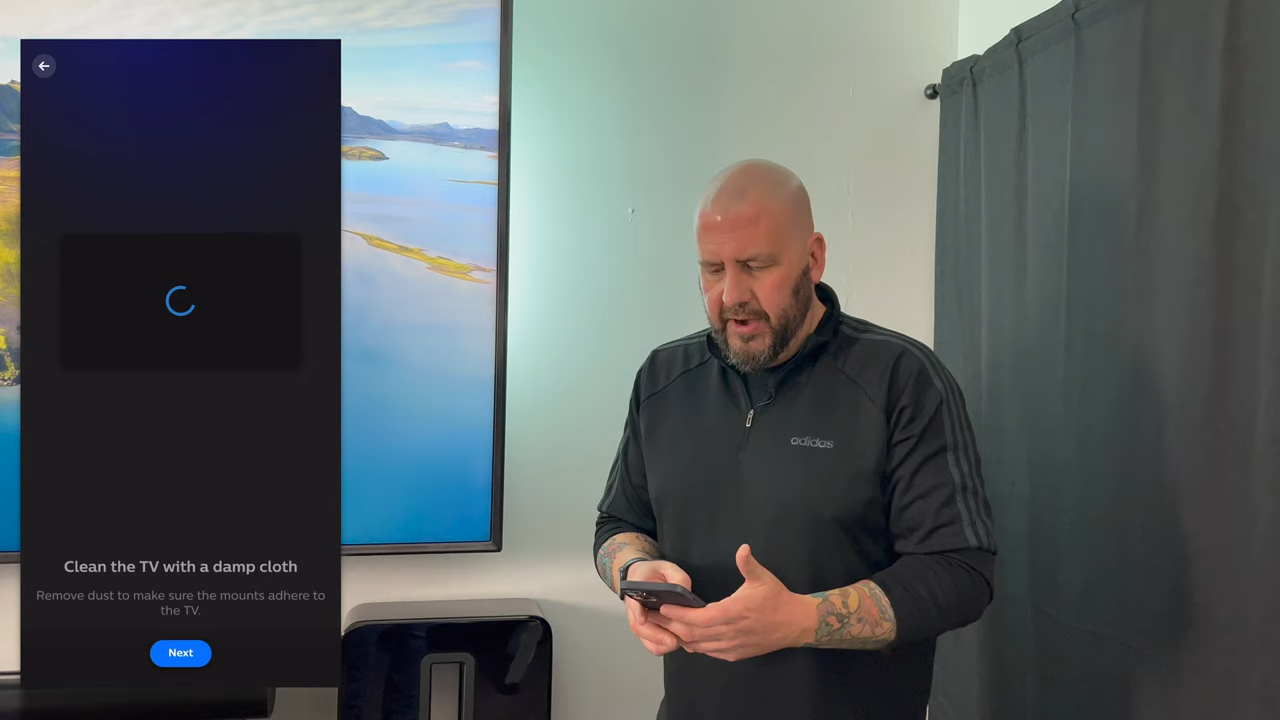 Clean the TV with a damp cloth
Remove dust to make sure the mounts adhere to
the TV.
Next
adidas